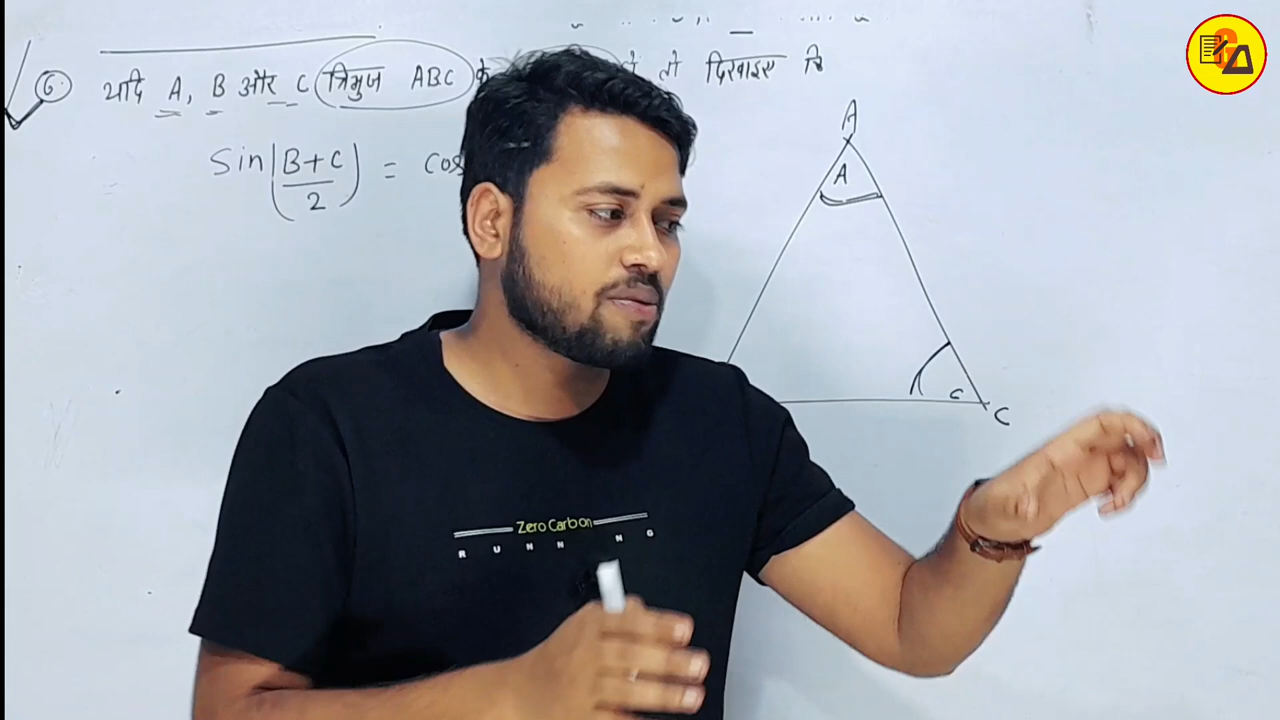 6. यदि A, B और C त्रिभुज ABC के तो दिखाइए कि
Sin(B+C/2) = cos
A
A
C
C
Zero Carbon
R U N N N G